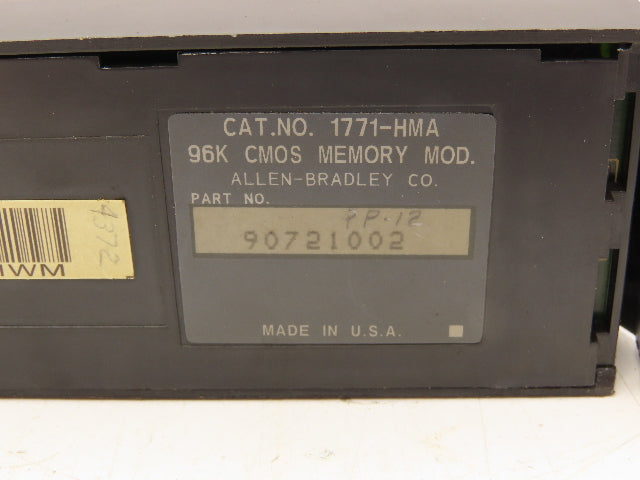 CAT.NO. 1771-HMA
96K CMOS MEMORY MOD.
ALLEN-BRADLEY CO.
PART NO.
90721002
MADE IN U.S.A.
4372